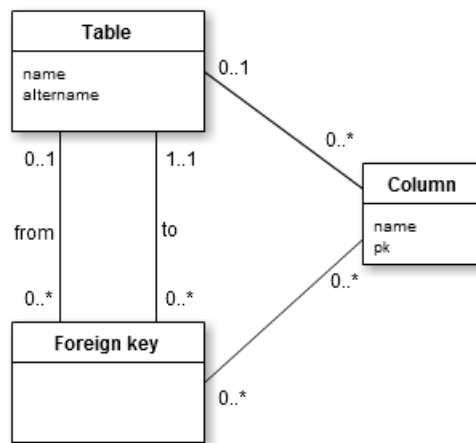 Table
name
altername
0..1
0..*
Column
name
pk
0..1
1..1
from
to
0..*
0..*
0..*
Foreign key
0..*